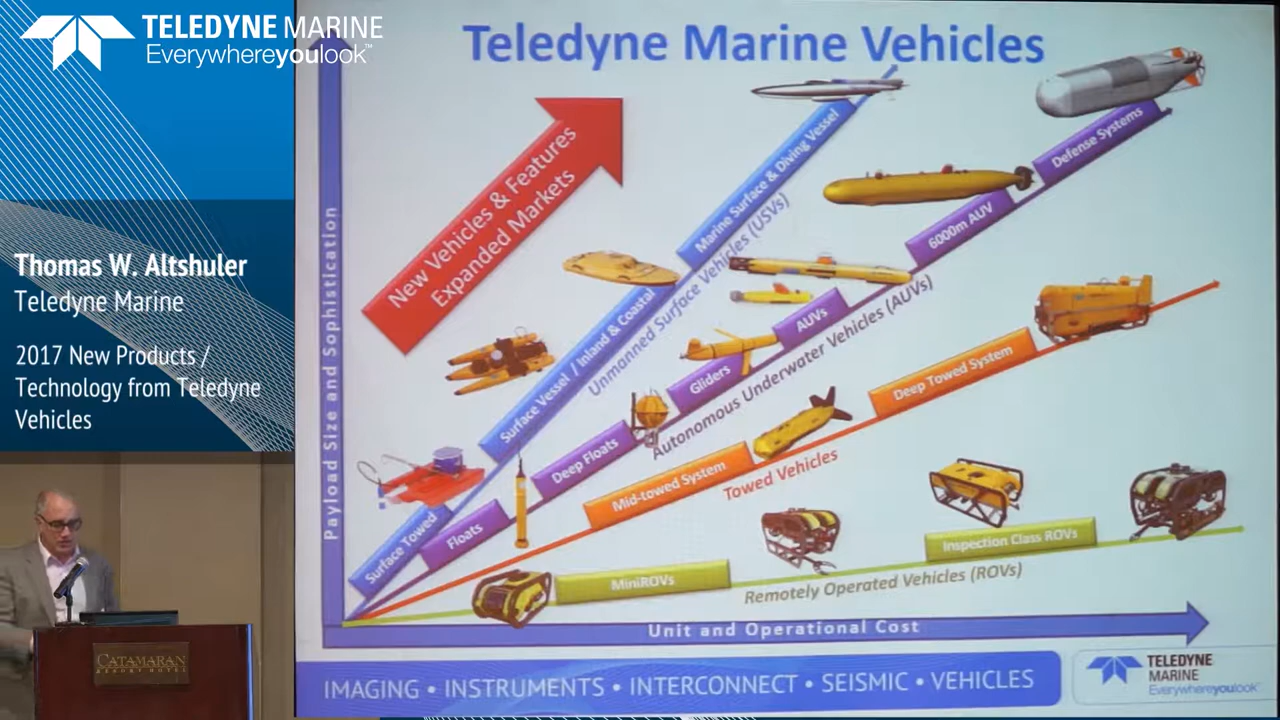 TELEDYNE MARINE
Everywhereyoulook™
Thomas W. Altshuler
Teledyne Marine
2017 New Products /
Technology from Teledyne
Vehicles
CATAMARAN
RESORT HOTEL
Teledyne Marine Vehicles
Payload Size and Sophistication
New Vehicles & Features
Expanded Markets
Surface Towed
Surface Vessel / Inland & Coastal
Marine Surface & Diving Vessel
Unmanned Surface Vehicles (USVs)
Floats
Deep Floats
Gliders
AUVs
6000m AUV
Defense Systems
Autonomous Underwater Vehicles (AUVs)
Mid-towed System
Deep Towed System
Towed Vehicles
MiniROVs
Inspection Class ROVs
Remotely Operated Vehicles (ROVs)
Unit and Operational Cost
IMAGING • INSTRUMENTS • INTERCONNECT • SEISMIC • VEHICLES
TELEDYNE
MARINE
Everywhereyoulook